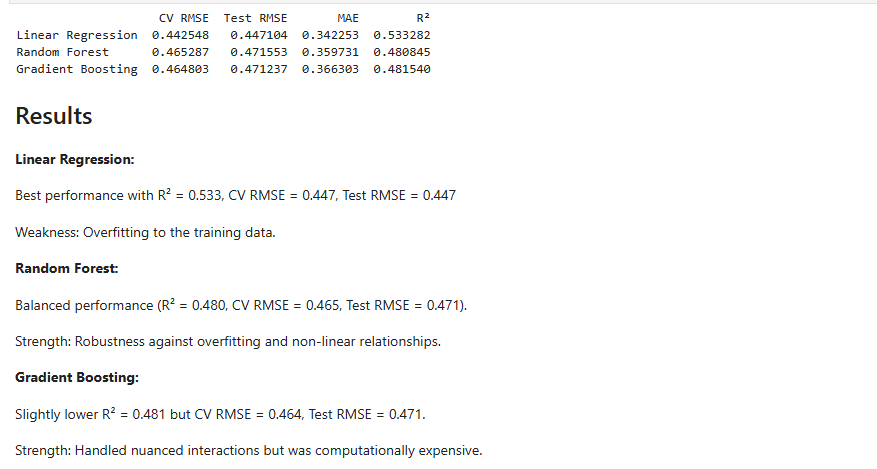 CV RMSE Test RMSE MAE R²
Linear Regression 0.442548 0.447104 0.342253 0.533282
Random Forest 0.465287 0.471553 0.359731 0.480845
Gradient Boosting 0.464803 0.471237 0.366303 0.481540
Results
Linear Regression:
Best performance with R² = 0.533, CV RMSE = 0.447, Test RMSE = 0.447
Weakness: Overfitting to the training data.
Random Forest:
Balanced performance (R² = 0.480, CV RMSE = 0.465, Test RMSE = 0.471).
Strength: Robustness against overfitting and non-linear relationships.
Gradient Boosting:
Slightly lower R² = 0.481 but CV RMSE = 0.464, Test RMSE = 0.471.
Strength: Handled nuanced interactions but was computationally expensive.